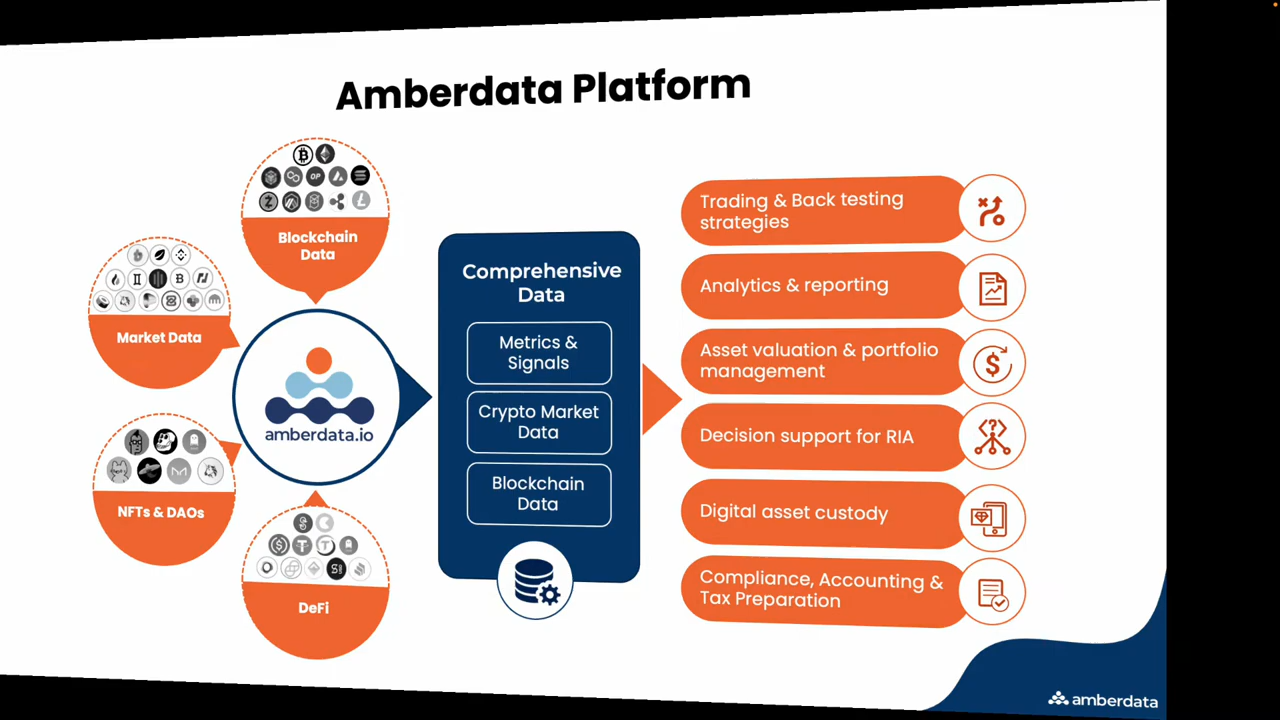 Amberdata Platform
Blockchain
Data
Market Data
NFTs & DAOs
DeFi
amberdata.io
Comprehensive
Data
Metrics &
Signals
Crypto Market
Data
Blockchain
Data
Trading & Back testing
strategies
Analytics & reporting
Asset valuation & portfolio
management
Decision support for RIA
Digital asset custody
Compliance, Accounting &
Tax Preparation
amberdata